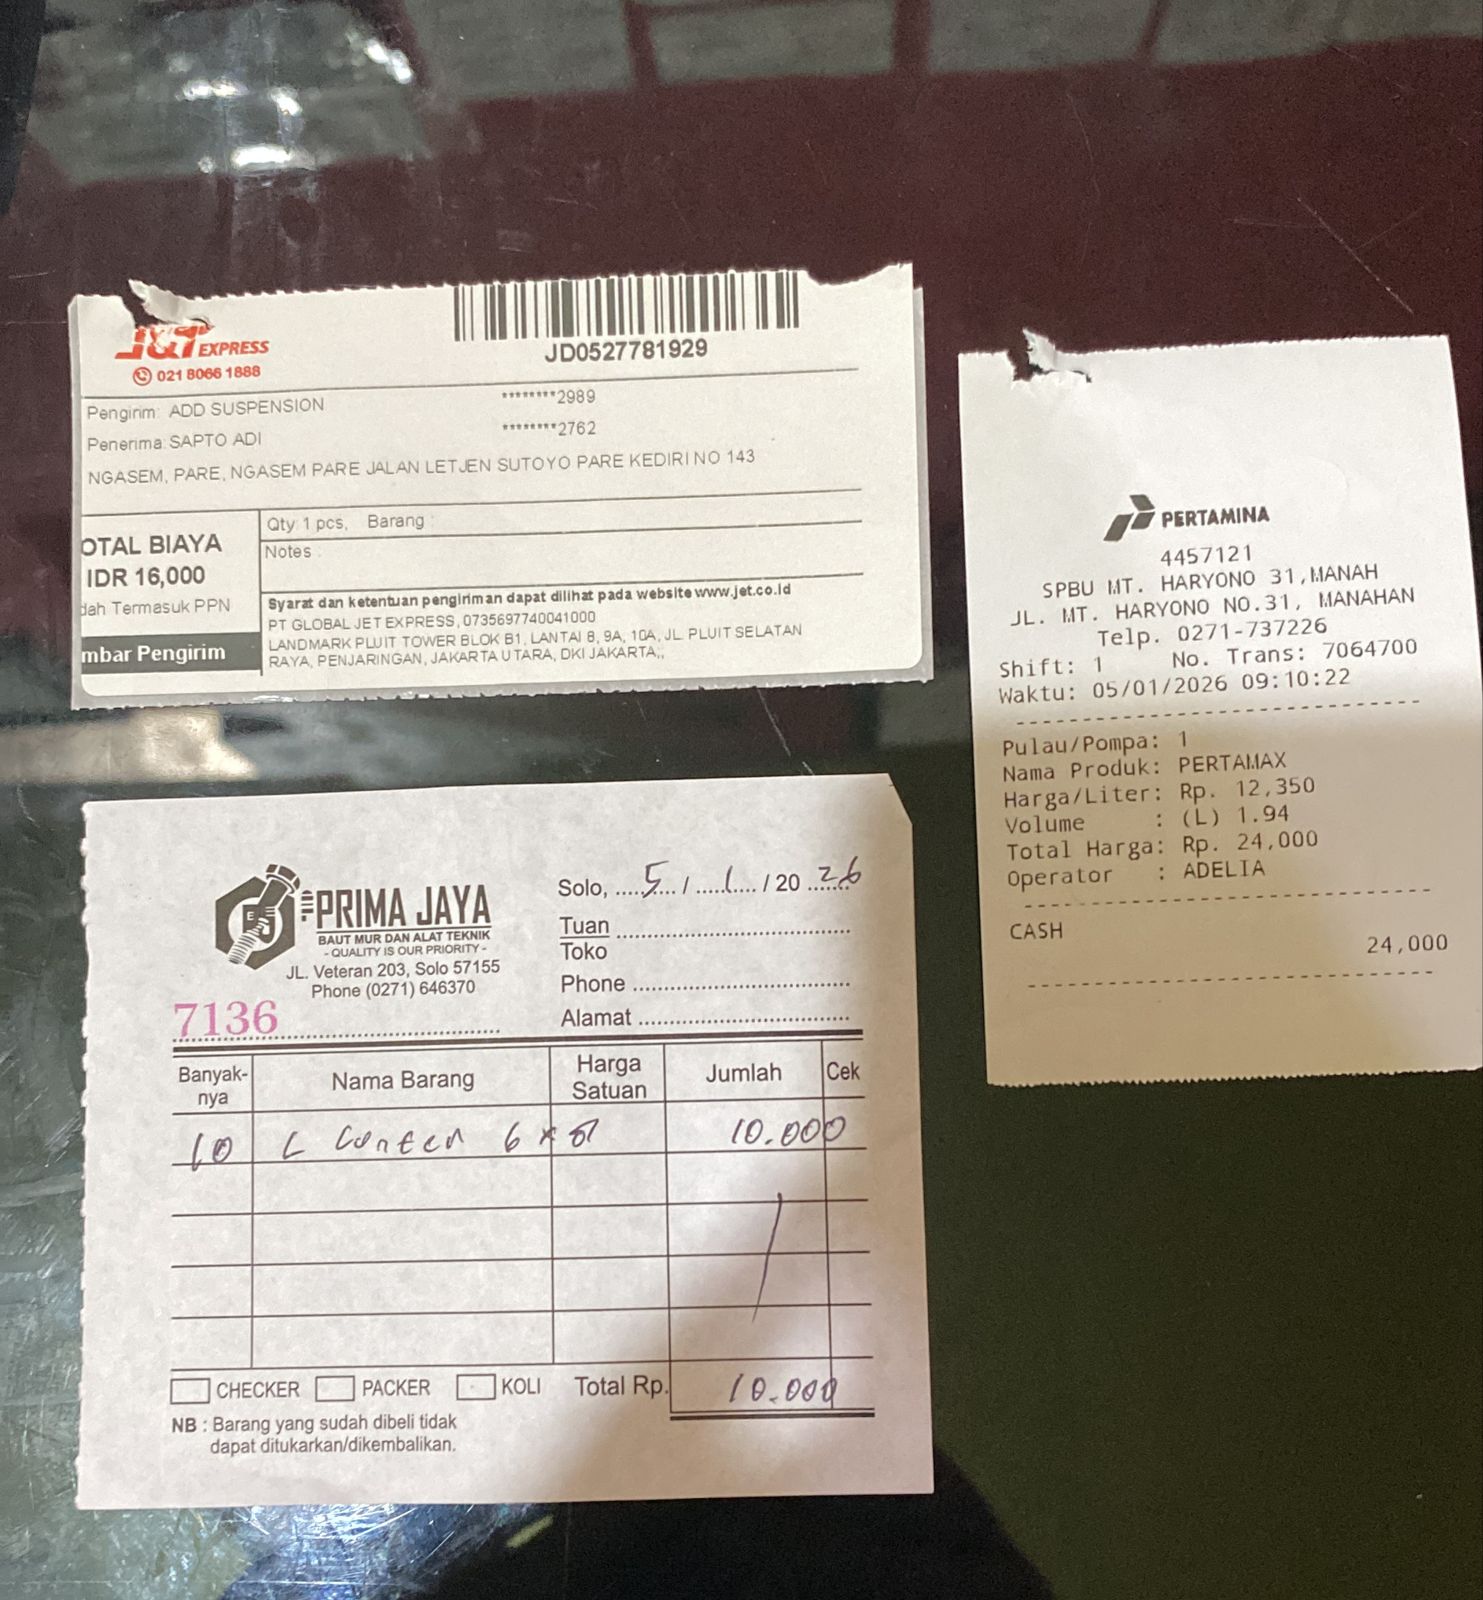 J&T EXPRESS
021 8066 1888
JD0527781929
Pengirim: ADD SUSPENSION ********2989
Penerima: SAPTO ADI ********2762
NGASEM, PARE, NGASEM PARE JALAN LETJEN SUTOYO PARE KEDIRI NO 143
OTAL BIAYA
IDR 16,000
dah Termasuk PPN
mbar Pengirim
Qty 1 pcs, Barang :
Notes :
Syarat dan ketentuan pengiriman dapat dilihat pada website www.jet.co.id
PT GLOBAL JET EXPRESS, 0735697740041000
LANDMARK PLUIT TOWER BLOK B1, LANTAI 8, 9A, 10A, JL. PLUIT SELATAN
RAYA, PENJARINGAN, JAKARTA UTARA, DKI JAKARTA,;
PERTAMINA
4457121
SPBU MT. HARYONO 31,MANAH
JL. MT. HARYONO NO.31, MANAHAN
Telp. 0271-737226
Shift: 1 No. Trans: 7064700
Waktu: 05/01/2026 09:10:22
Pulau/Pompa: 1
Nama Produk: PERTAMAX
Harga/Liter: Rp. 12,350
Volume : (L) 1.94
Total Harga: Rp. 24,000
Operator : ADELIA
CASH
24,000
PRIMA JAYA
BAUT MUR DAN ALAT TEKNIK
- QUALITY IS OUR PRIORITY -
JL. Veteran 203, Solo 57155
Phone (0271) 646370
7136
Solo, 5 / 1 / 20 26
Tuan
Toko
Phone
Alamat
Banyak-nya Nama Barang Harga Satuan Jumlah Cek
10 L 6 x 10.000
CHECKER PACKER KOLI Total Rp. 10.000
NB : Barang yang sudah dibeli tidak
dapat ditukarkan/dikembalikan.